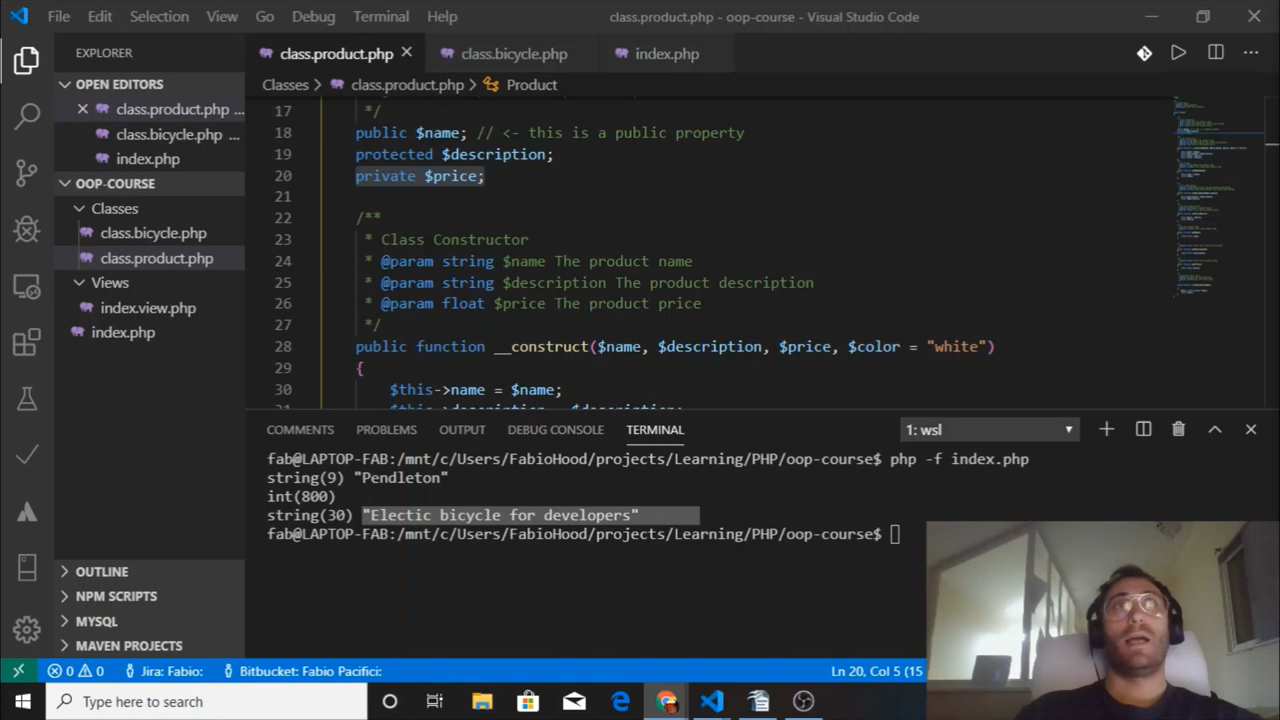 File Edit Selection View Go Debug Terminal Help class.product.php - oop-course - Visual Studio Code
EXPLORER
OPEN EDITORS
class.product.php ...
class.bicycle.php ...
index.php
OOP-COURSE
Classes
class.bicycle.php
class.product.php
Views
index.view.php
index.php
OUTLINE
NPM SCRIPTS
MYSQL
MAVEN PROJECTS
class.product.php class.bicycle.php index.php
Classes > class.product.php > Product
17 */
18 public $name; // <- this is a public property
19 protected $description;
20 private $price;
21
22 /**
23 * Class Constructor
24 * @param string $name The product name
25 * @param string $description The product description
26 * @param float $price The product price
27 */
28 public function __construct($name, $description, $price, $color = "white")
29 {
30 $this->name = $name;
31 $this->description = $description;
COMMENTS PROBLEMS OUTPUT DEBUG CONSOLE TERMINAL 1: wsl
fab@LAPTOP-FAB:/mnt/c/Users/FabioHood/projects/Learning/PHP/oop-course$ php -f index.php
string(9) "Pendleton"
int(800)
string(30) "Electic bicycle for developers"
fab@LAPTOP-FAB:/mnt/c/Users/FabioHood/projects/Learning/PHP/oop-course$
0 0 Jira: Fabio: Bitbucket: Fabio Pacifici: Ln 20, Col 5 (15
Type here to search